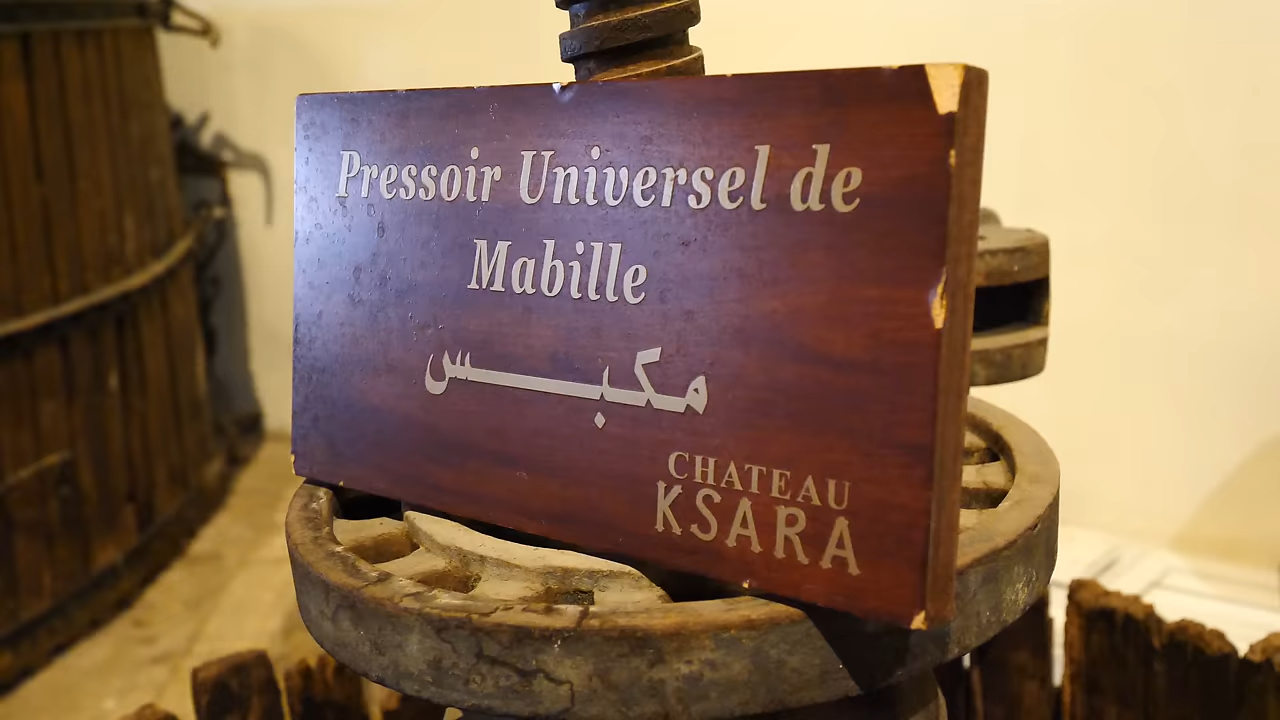 Pressoir Universel de
Mabille
مكبس
CHATEAU
KSARA